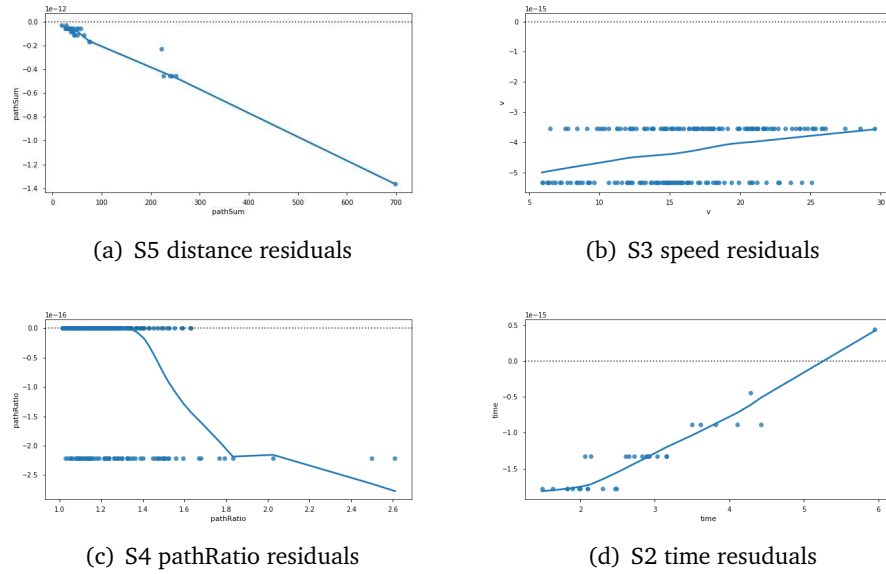 1e−12
0.0
−0.2
−0.4
−0.6
−0.8
−1.0
−1.2
−1.4
pathSum
0 100 200 300 400 500 600 700
pathSum
(a) S5 distance residuals
1e−15
0
−1
−2
−3
−4
−5
v
5 10 15 20 25 30
v
(b) S3 speed residuals
1e−16
0.0
−0.5
−1.0
−1.5
−2.0
−2.5
pathRatio
1.0 1.2 1.4 1.6 1.8 2.0 2.2 2.4 2.6
pathRatio
(c) S4 pathRatio residuals
1e−15
0.5
0.0
−0.5
−1.0
−1.5
time
2 3 4 5 6
time
(d) S2 time resuduals